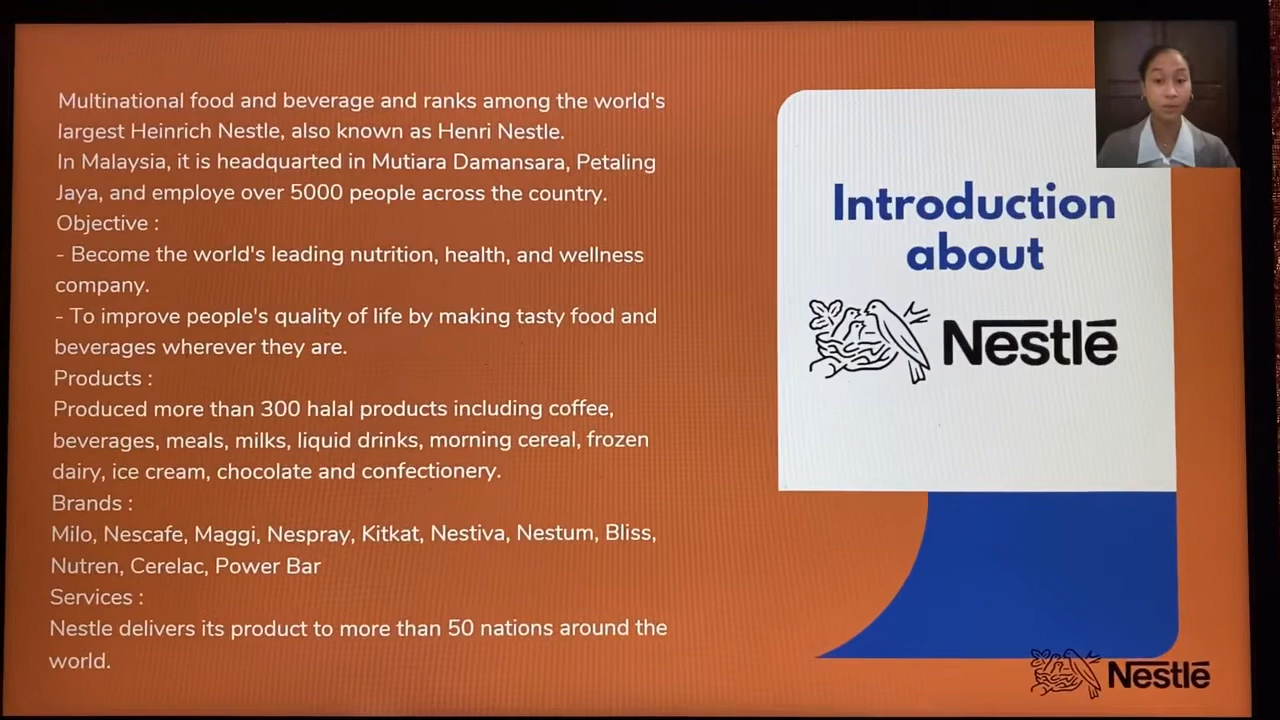 Multinational food and beverage and ranks among the world's
largest Heinrich Nestle, also known as Henri Nestle.
In Malaysia, it is headquarted in Mutiara Damansara, Petaling
Jaya, and employe over 5000 people across the country.
Objective :
- Become the world's leading nutrition, health, and wellness
company.
- To improve people's quality of life by making tasty food and
beverages wherever they are.
Products :
Produced more than 300 halal products including coffee,
beverages, meals, milks, liquid drinks, morning cereal, frozen
dairy, ice cream, chocolate and confectionery.
Brands :
Milo, Nescafe, Maggi, Nespray, Kitkat, Nestiva, Nestum, Bliss,
Nutren, Cerelac, Power Bar
Services :
Nestle delivers its product to more than 50 nations around the
world.
Introduction
about
Nestlé
Nestlé